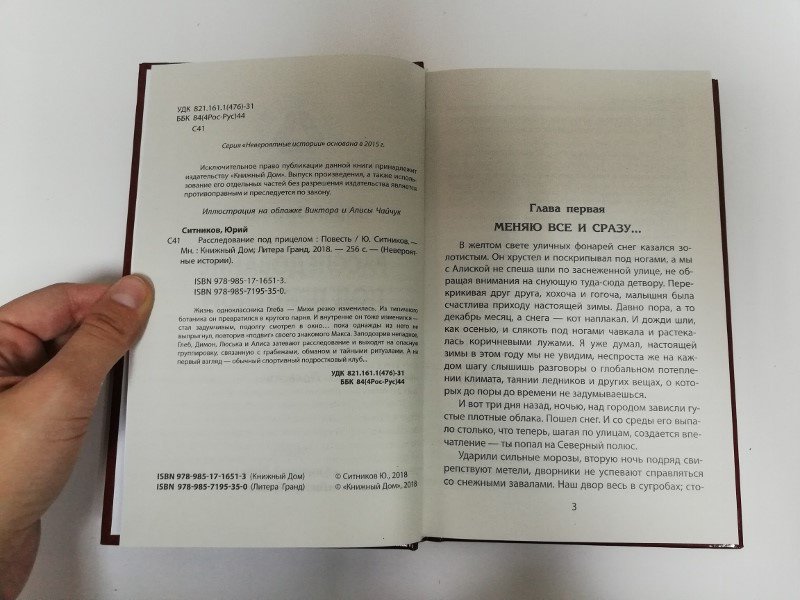 УДК 821.161.1(476)-31
ББК 84(4Рос-Рус)44
С41
Серия «Невероятные истории» основана в 2015 г.
Исключительное право публикации данной книги принадлежит
издательству «Книжный Дом». Выпуск произведения, а также исполь-
зование его отдельных частей без разрешения издательства является
противоправным и преследуется по закону.
Иллюстрация на обложке Виктора и Алисы Чайчук
Ситников, Юрий
С41 Расследование под прицелом : Повесть / Ю. Ситников. —
Мн. : Книжный Дом; Литера Гранд, 2018. — 256 с. — (Невероят-
ные истории).
ISBN 978-985-17-1651-3.
ISBN 978-985-7195-35-0.
Жизнь одноклассника Глеба — Михи резко изменилось. Из типичного
ботаника он превратился в крутого парня. И внутренне он тоже изменился —
стал задумчивым, подолгу смотрел в окно... пока однажды из него не
выпрыгнул, повторив «подвиг» своего знакомого Макса. Заподозрив неладное,
Глеб, Димон, Люська и Алиса затевают расследование и выходят на опасную
группировку, связанную с грабежами, обманом и тайными ритуалами. А на
первый взгляд — обычный спортивный подростковый клуб...
УДК 821.161.1(476)-31
ББК 84(4Рос-Рус)44
ISBN 978-985-17-1651-3 (Книжный Дом) © Ситников Ю., 2018
ISBN 978-985-7195-35-0 (Литера Гранд) © «Книжный Дом», 2018
Глава первая
МЕНЯЮ ВСЕ И СРАЗУ...
В желтом свете уличных фонарей снег казался зо-
лотистым. Он хрустел и поскрипывал под ногами, а мы
с Алиской не спеша шли по заснеженной улице, не об-
ращая внимания на снующую туда-сюда детвору. Пере-
крикивая друг друга, хохоча и гогоча, малышня была
счастлива приходу настоящей зимы. Давно пора, а то
декабрь месяц, а снега — кот наплакал. И дожди шли,
как осенью, и слякоть под ногами чавкала и растека-
лась коричневыми лужами. Я уже думал, настоящей
зимы в этом году мы не увидим, неспроста же на каж-
дом шагу слышишь разговоры о глобальном потепле-
нии климата, таянии ледников и других вещах, о кото-
рых до поры до времени не задумываешься.
И вот три дня назад, ночью, над городом зависли гу-
стые плотные облака. Пошел снег. И со среды его выпа-
ло столько, что теперь, шагая по улицам, создается впе-
чатление — ты попал на Северный полюс.
Ударили сильные морозы, вторую ночь подряд сви-
репствуют метели, дворники не успевают справляться
со снежными завалами. Наш двор весь в сугробах; сто-
3